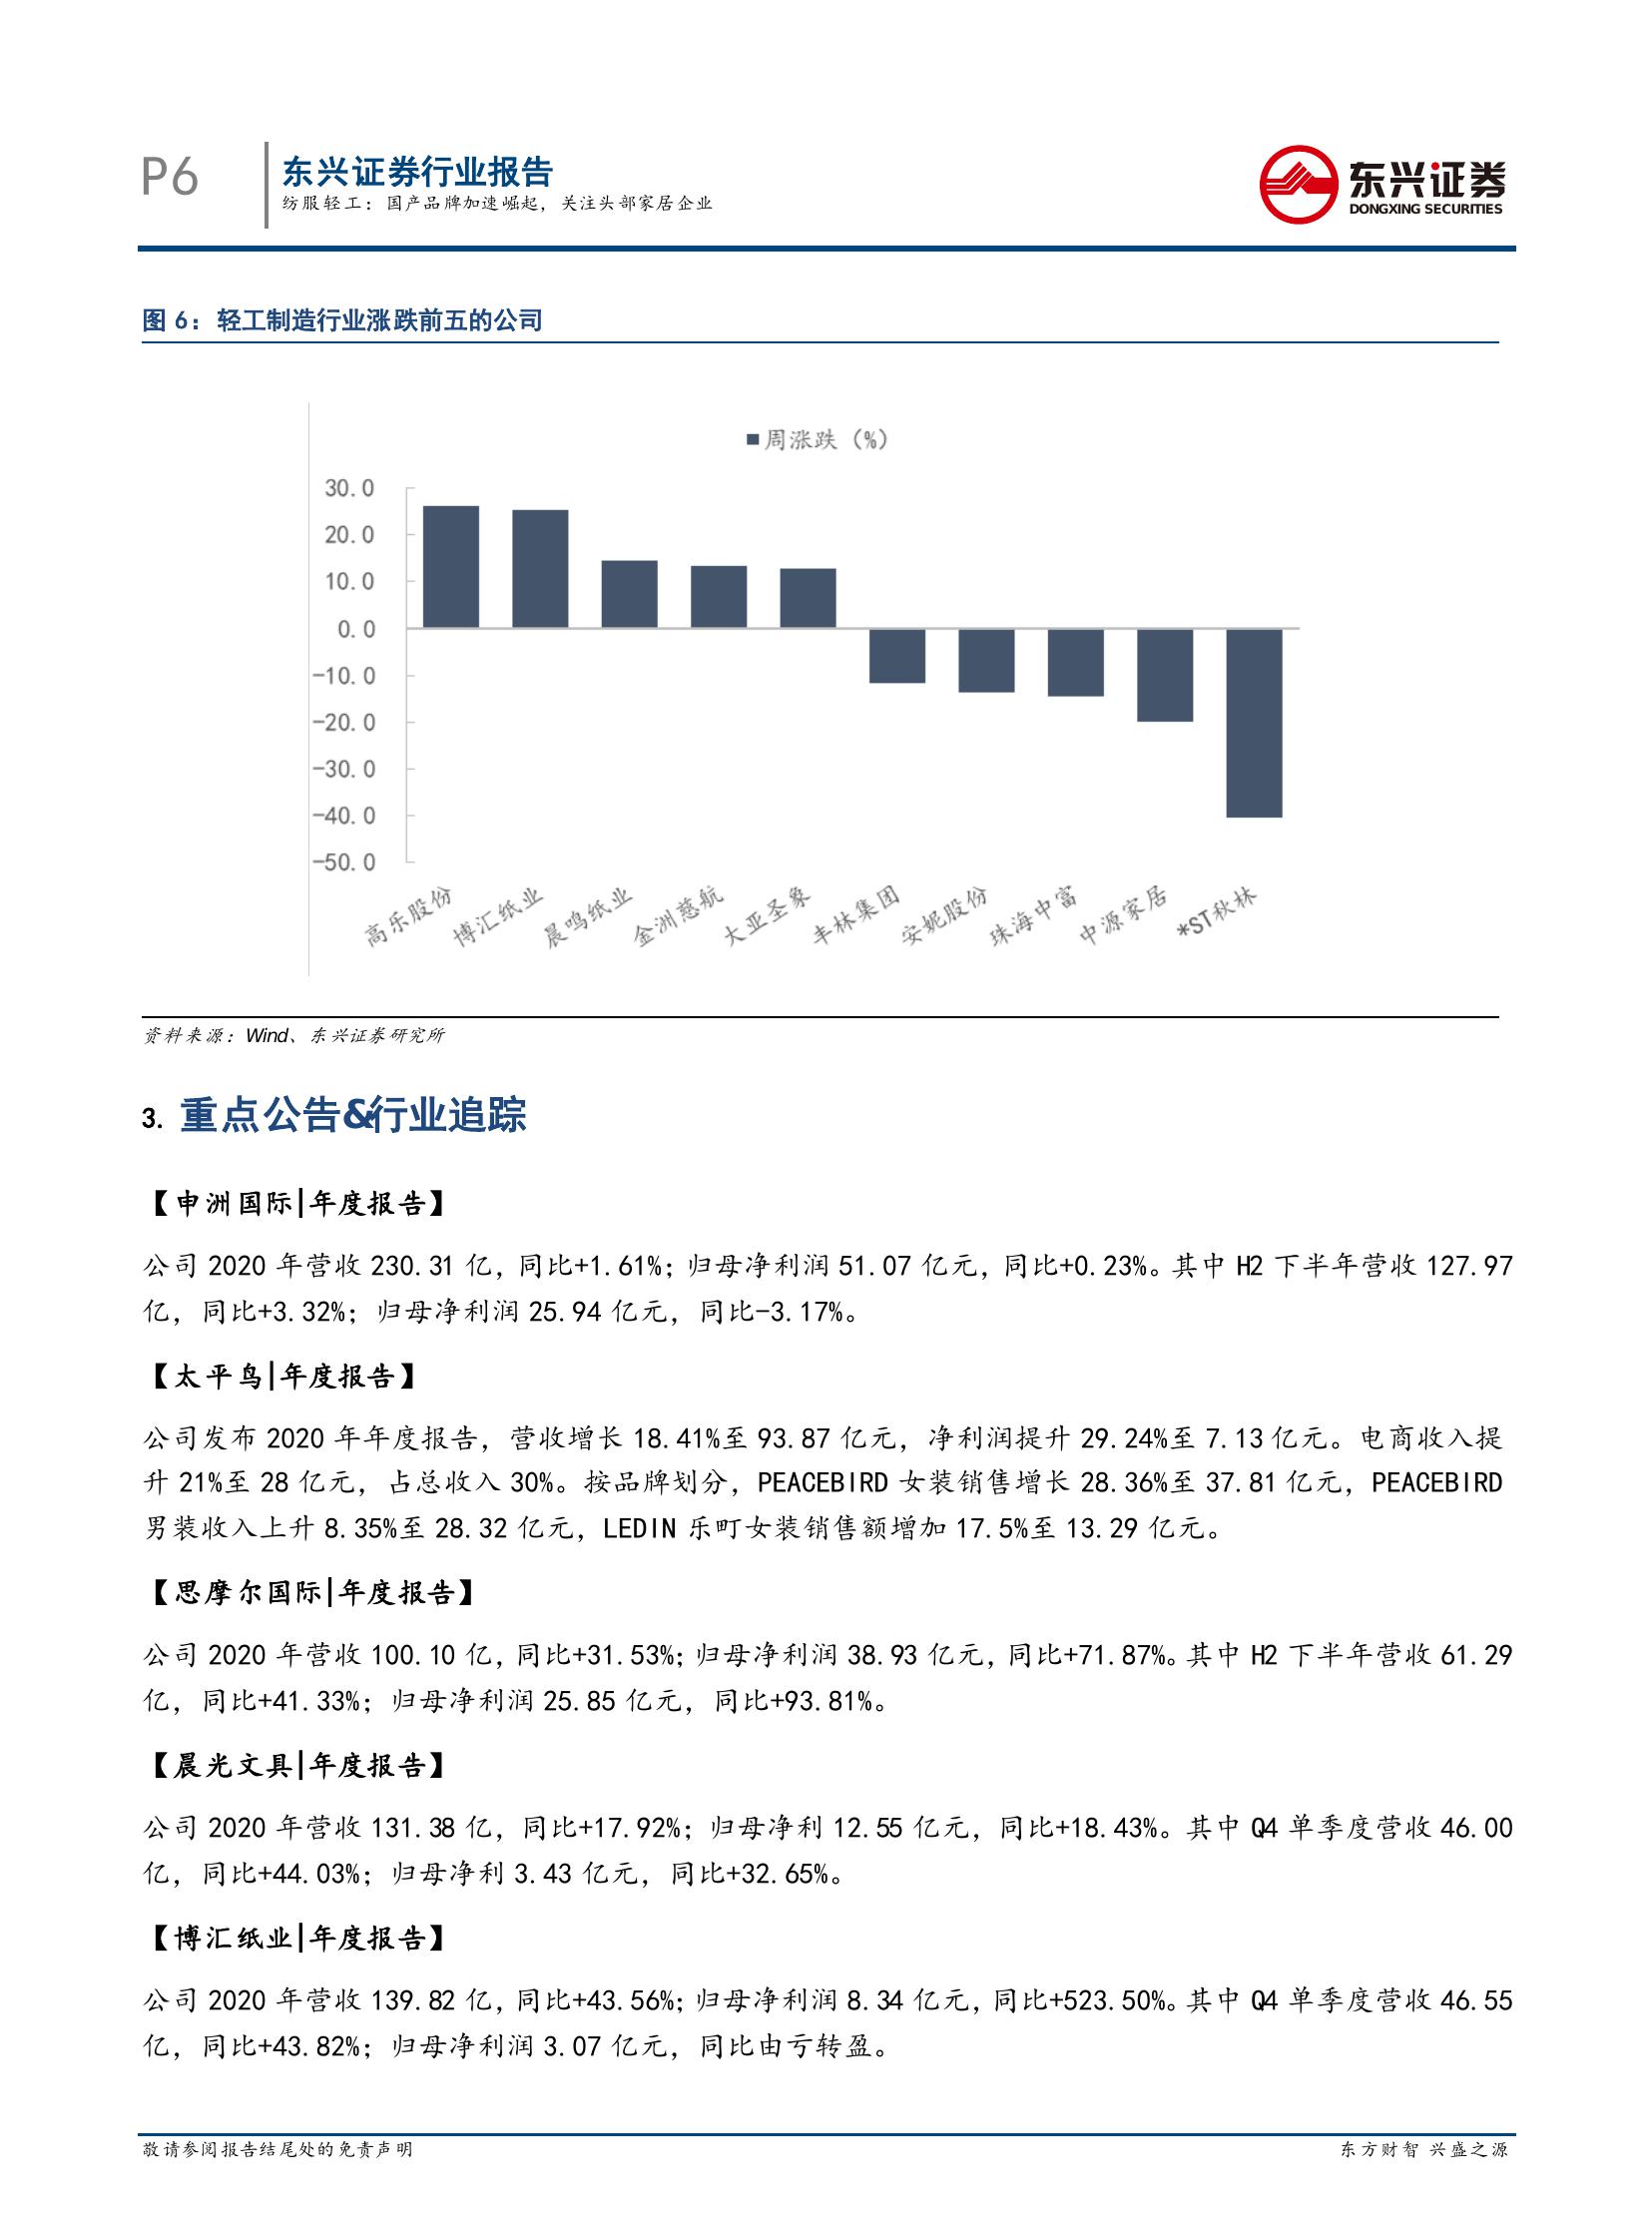 P6
东兴证券行业报告
纺服轻工：国产品牌加速崛起，关注头部家居企业
东兴证券
DONGXING SECURITIES
图 6：轻工制造行业涨跌前五的公司
周涨跌（%）
30.0
20.0
10.0
0.0
-10.0
-20.0
-30.0
-40.0
-50.0
高乐股份
博汇纸业
晨鸣纸业
金洲慈航
大亚圣象
丰林集团
安妮股份
珠海中富
中源家居
*ST秋林
资料来源：Wind、东兴证券研究所
3. 重点公告&行业追踪
【申洲国际|年度报告】
公司 2020 年营收 230.31 亿，同比+1.61%；归母净利润 51.07 亿元，同比+0.23%。其中 H2 下半年营收 127.97
亿，同比+3.32%；归母净利润 25.94 亿元，同比-3.17%。
【太平鸟|年度报告】
公司发布 2020 年年度报告，营收增长 18.41%至 93.87 亿元，净利润提升 29.24%至 7.13 亿元。电商收入提
升 21%至 28 亿元，占总收入 30%。按品牌划分，PEACEBIRD 女装销售增长 28.36%至 37.81 亿元，PEACEBIRD
男装收入上升 8.35%至 28.32 亿元，LEDIN 乐町女装销售额增加 17.5%至 13.29 亿元。
【思摩尔国际|年度报告】
公司 2020 年营收 100.10 亿，同比+31.53%；归母净利润 38.93 亿元，同比+71.87%。其中 H2 下半年营收 61.29
亿，同比+41.33%；归母净利润 25.85 亿元，同比+93.81%。
【晨光文具|年度报告】
公司 2020 年营收 131.38 亿，同比+17.92%；归母净利 12.55 亿元，同比+18.43%。其中 Q4 单季度营收 46.00
亿，同比+44.03%；归母净利 3.43 亿元，同比+32.65%。
【博汇纸业|年度报告】
公司 2020 年营收 139.82 亿，同比+43.56%；归母净利润 8.34 亿元，同比+523.50%。其中 Q4 单季度营收 46.55
亿，同比+43.82%；归母净利润 3.07 亿元，同比由亏转盈。
敬请参阅报告结尾处的免责声明
东方财智 兴盛之源